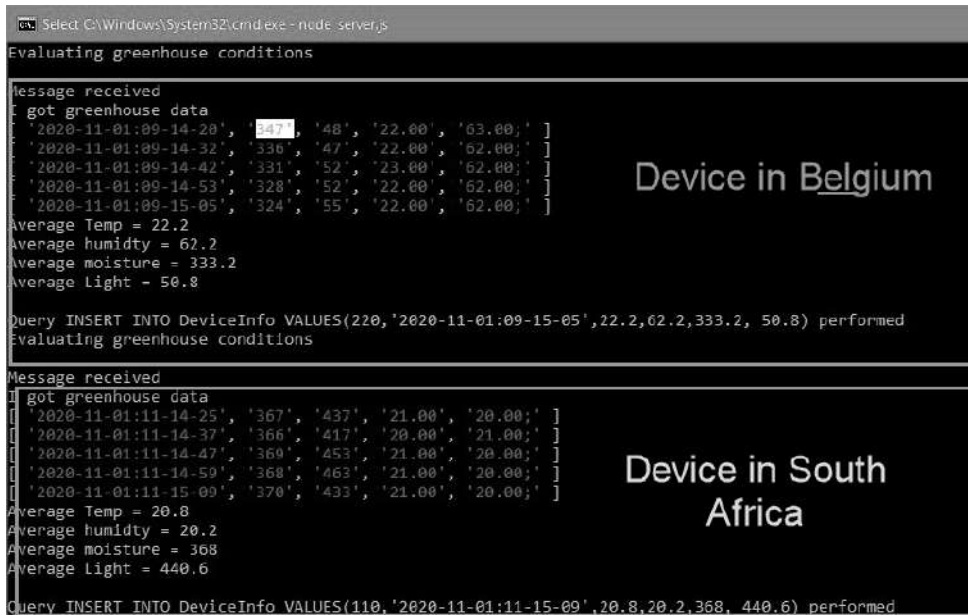 Select C:\Windows\System32\cmd.exe - node server.js
Evaluating greenhouse conditions
Message received
I got greenhouse data
[ '2020-11-01:09-14-20', '347', '48', '22.00', '63.00;' ]
[ '2020-11-01:09-14-32', '336', '47', '22.00', '62.00;' ]
[ '2020-11-01:09-14-42', '331', '52', '23.00', '62.00;' ]
[ '2020-11-01:09-14-53', '328', '52', '22.00', '62.00;' ]
[ '2020-11-01:09-15-05', '324', '55', '22.00', '62.00;' ]
Device in Belgium
Average Temp = 22.2
Average humidty = 62.2
Average moisture = 333.2
Average Light = 50.8
Query INSERT INTO DeviceInfo VALUES(220,'2020-11-01:09-15-05',22.2,62.2,333.2, 50.8) performed
Evaluating greenhouse conditions
Message received
I got greenhouse data
[ '2020-11-01:11-14-25', '367', '437', '21.00', '20.00;' ]
[ '2020-11-01:11-14-37', '366', '417', '20.00', '21.00;' ]
[ '2020-11-01:11-14-47', '369', '453', '21.00', '20.00;' ]
[ '2020-11-01:11-14-59', '368', '463', '21.00', '20.00;' ]
[ '2020-11-01:11-15-09', '370', '433', '21.00', '20.00;' ]
Device in South
Africa
Average Temp = 20.8
Average humidty = 20.2
Average moisture = 368
Average Light = 440.6
Query INSERT INTO DeviceInfo VALUES(110,'2020-11-01:11-15-09',20.8,20.2,368, 440.6) performed